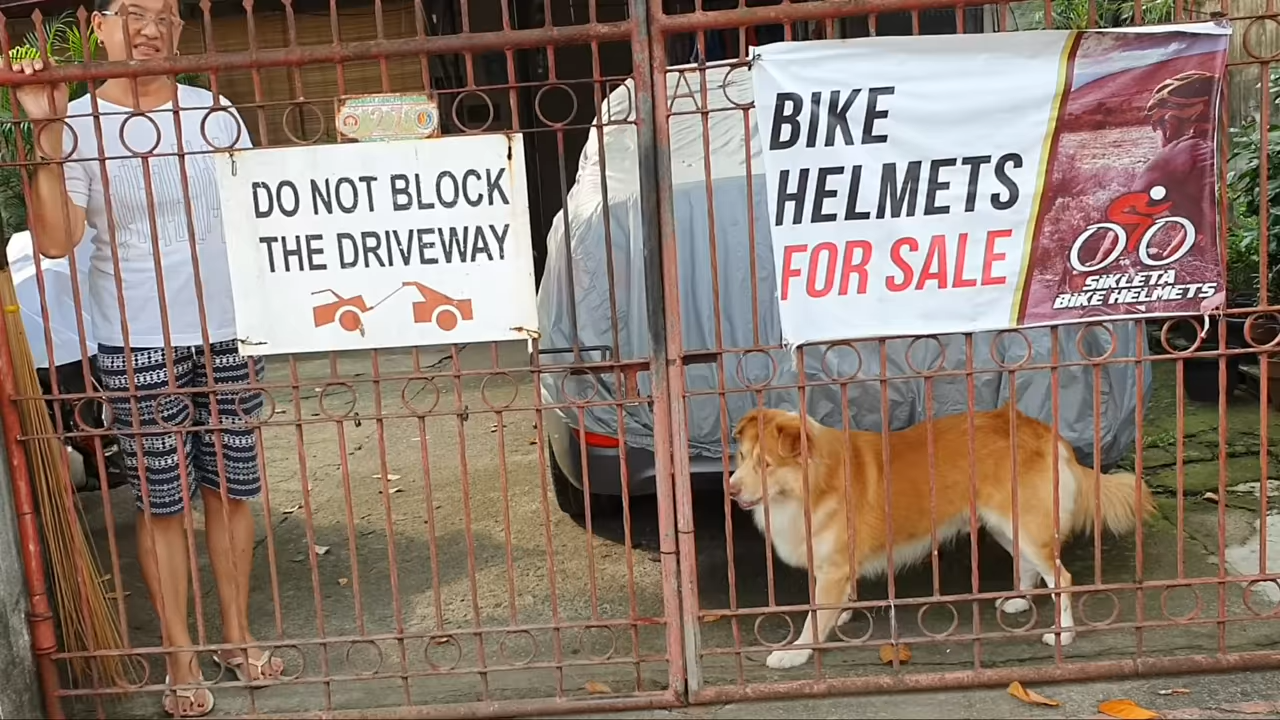 DO NOT BLOCK
THE DRIVEWAY
BIKE
HELMETS
FOR SALE
SIKLETA
BIKE HELMETS